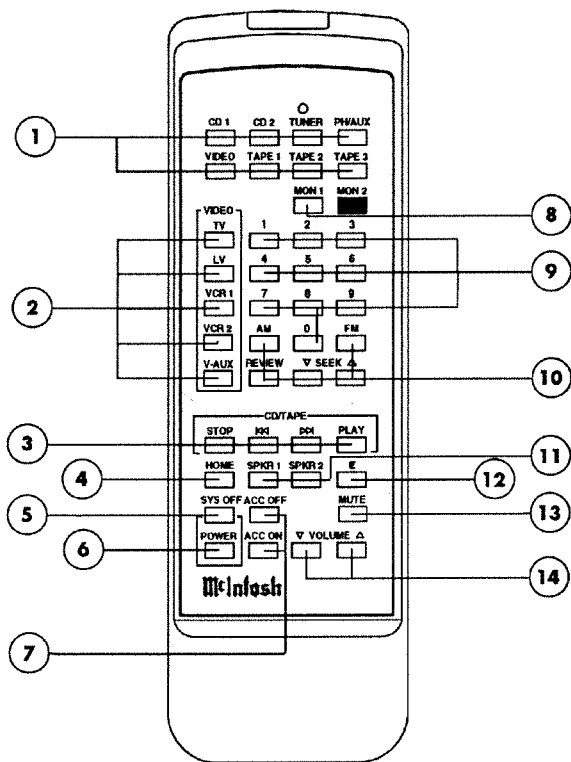 CD 1 CD 2 TUNER PH/AUX
1
VIDEO TAPE 1 TAPE 2 TAPE 3
MON 1 MON 2
8
VIDEO
TV 1 2 3
LV 4 5 6
9
2
VCR 1 7 8 9
VCR 2 AM 0 FM
V-AUX REVIEW ▽ SEEK △
10
CD/TAPE
STOP ⏮ ⏭ PLAY
3
11
HOME SPKR 1 SPKR 2
4
12
SYS OFF ACC OFF MUTE
5
13
POWER ACC ON ▽ VOLUME △
6
14
McIntosh
7